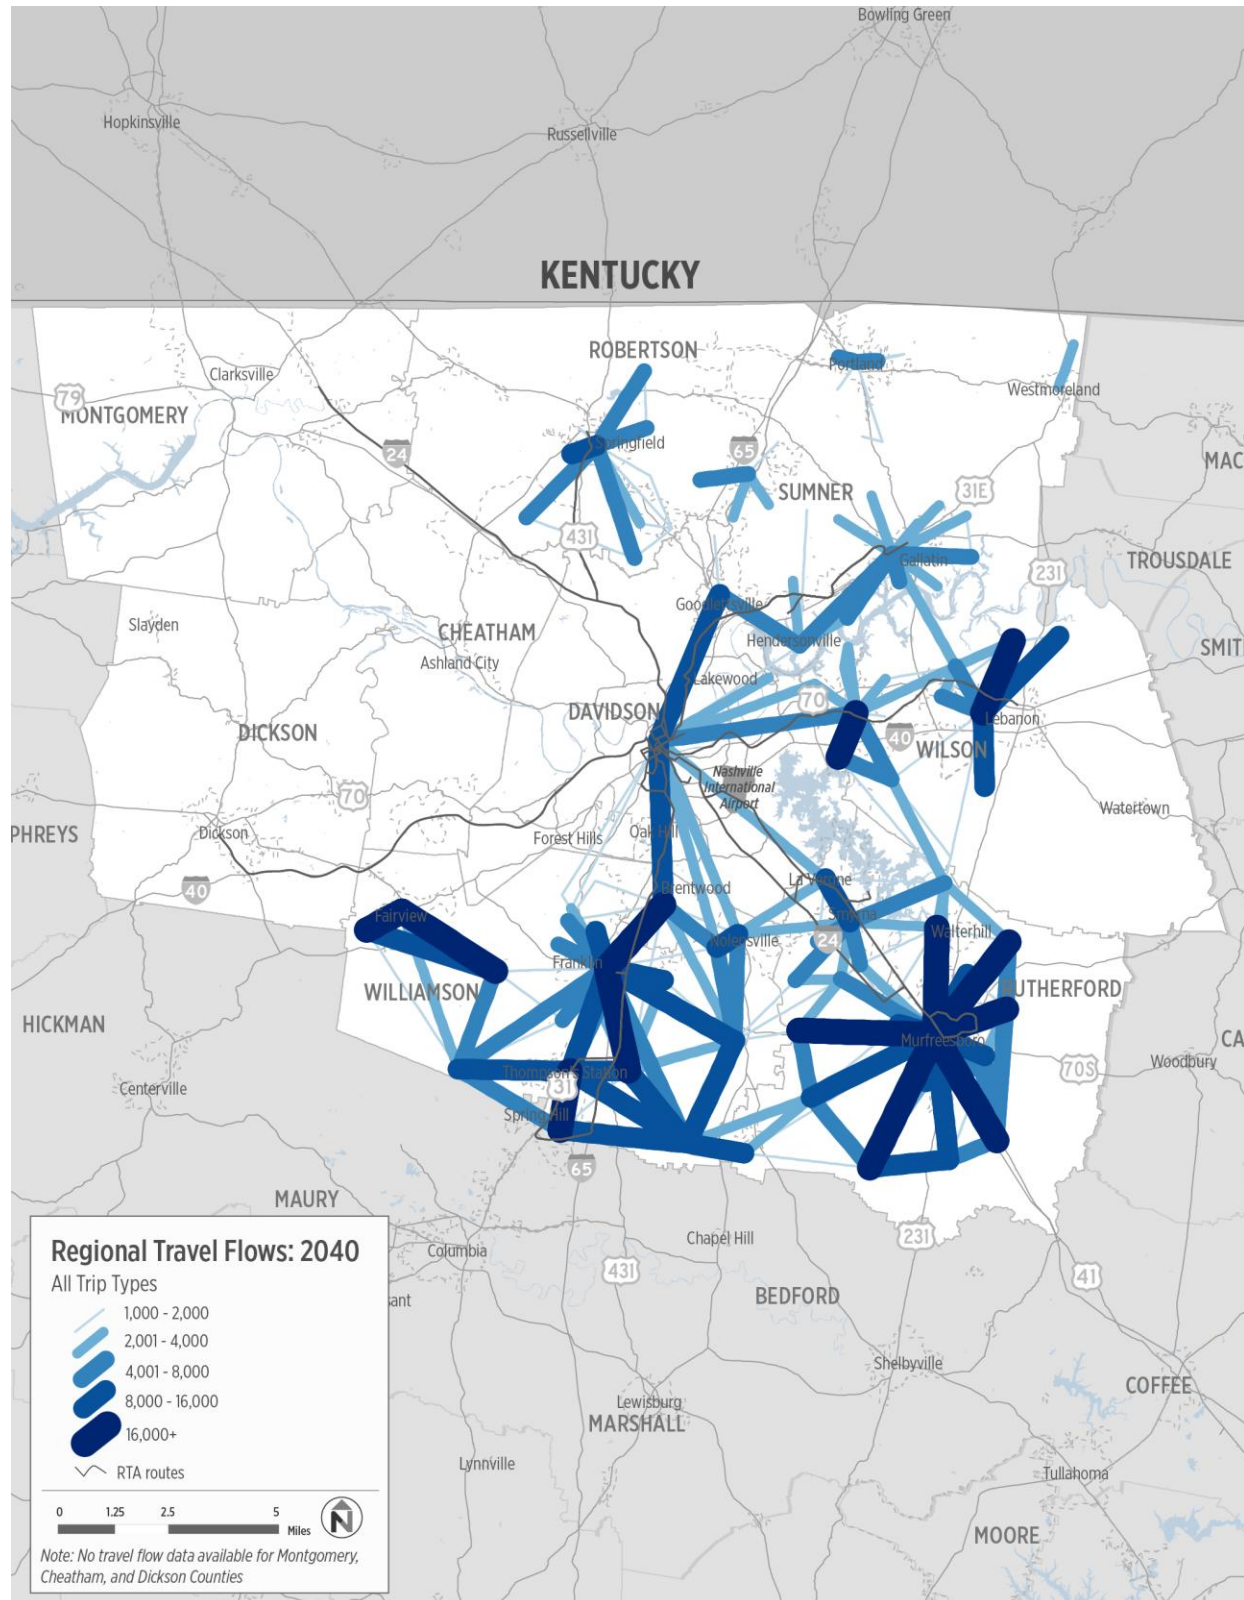 Bowling Green
Hopkinsville
Russellville
KENTUCKY
ROBERTSON
Portland
Clarksville
Westmoreland
79
MONTGOMERY
24
Springfield
65
MAC
SUMNER
31E
431
Gallatin
TROUSDALE
231
Goodlettsville
Slayden
CHEATHAM
Hendersonville
SMIT
Ashland City
Lakewood
70
DAVIDSON
Lebanon
DICKSON
40
WILSON
Nashville
International
Airport
70
Watertown
PHREYS
Dickson
Forest Hills
Oak Hill
40
Brentwood
La Vergne
Fairview
Smyrna
Walterhill
24
Nolensville
Franklin
WILLIAMSON
RUTHERFORD
HICKMAN
Murfreesboro
CA
Woodbury
70S
Thompson's Station
Centerville
31
Spring Hill
65
MAURY
231
Chapel Hill
Columbia
431
41
BEDFORD
sant
Shelbyville
COFFEE
Lewisburg
MARSHALL
Lynnville
Tullahoma
MOORE
Regional Travel Flows: 2040
All Trip Types
1,000 - 2,000
2,001 - 4,000
4,001 - 8,000
8,000 - 16,000
16,000+
RTA routes
0 1.25 2.5 5
Miles
N
Note: No travel flow data available for Montgomery,
Cheatham, and Dickson Counties